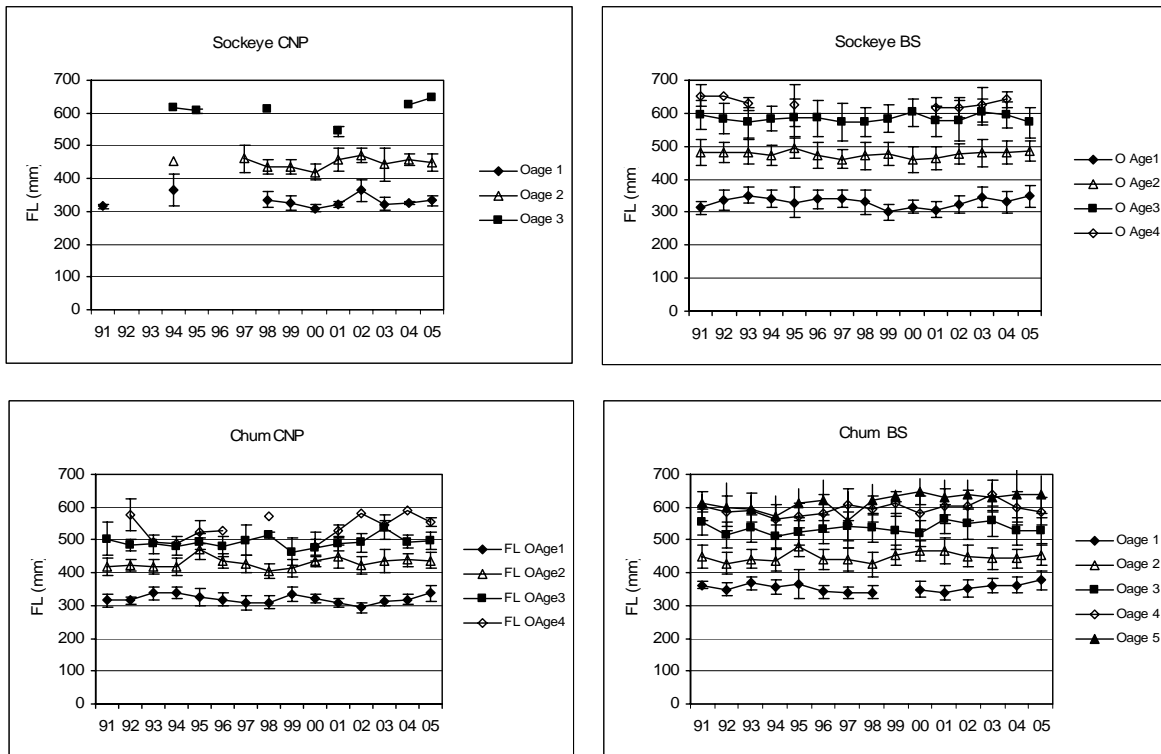 Sockeye CNP
700
600
500
400
300
200
100
0
FL (mm)
91 92 93 94 95 96 97 98 99 00 01 02 03 04 05
Oage 1
Oage 2
Oage 3
Sockeye BS
700
600
500
400
300
200
100
0
FL (mm)
91 92 93 94 95 96 97 98 99 00 01 02 03 04 05
O Age1
O Age2
O Age3
O Age4
Chum CNP
700
600
500
400
300
200
100
0
FL (mm)
91 92 93 94 95 96 97 98 99 00 01 02 03 04 05
FL OAge1
FL OAge2
FL OAge3
FL OAge4
Chum BS
700
600
500
400
300
200
100
0
FL (mm)
91 92 93 94 95 96 97 98 99 00 01 02 03 04 05
Oage 1
Oage 2
Oage 3
Oage 4
Oage 5